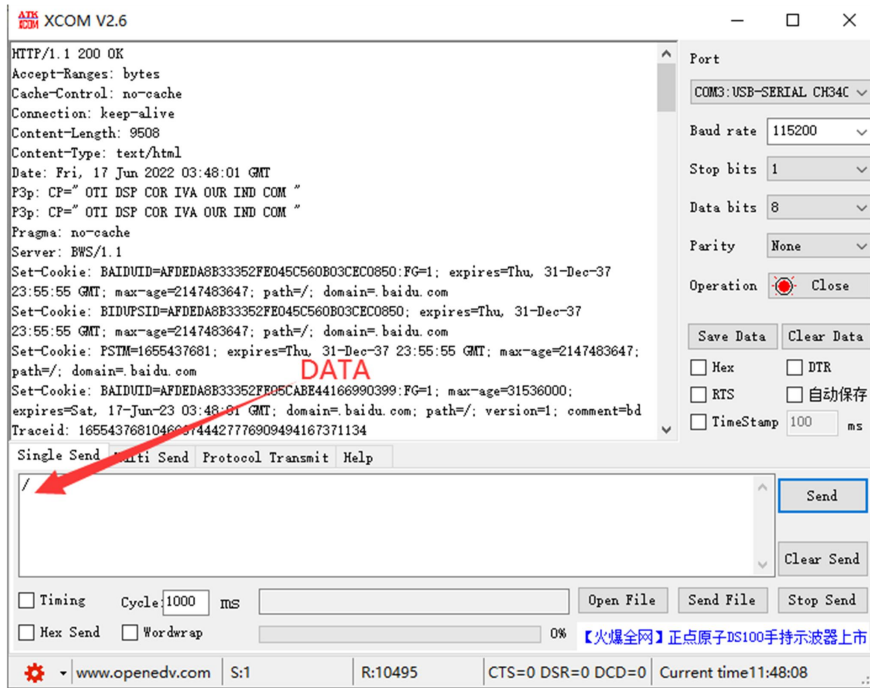 ATK
XCOM
XCOM V2.6
HTTP/1.1 200 OK
Accept-Ranges: bytes
Cache-Control: no-cache
Connection: keep-alive
Content-Length: 9508
Content-Type: text/html
Date: Fri, 17 Jun 2022 03:48:01 GMT
P3p: CP=" OTI DSP COR IVA OUR IND COM "
P3p: CP=" OTI DSP COR IVA OUR IND COM "
Pragma: no-cache
Server: BWS/1.1
Set-Cookie: BAIDUID=AFDEDA8B33352FE045C560B03CEC0850:FG=1; expires=Thu, 31-Dec-37
23:55:55 GMT; max-age=2147483647; path=/; domain=.baidu.com
Set-Cookie: BIDUPSID=AFDEDA8B33352FE045C560B03CEC0850; expires=Thu, 31-Dec-37
23:55:55 GMT; max-age=2147483647; path=/; domain=.baidu.com
Set-Cookie: PSTM=1655437681; expires=Thu, 31-Dec-37 23:55:55 GMT; max-age=2147483647;
path=/; domain=.baidu.com
DATA
Set-Cookie: BAIDUID=AFDEDA8B33352FE05CABE44166990399:FG=1; max-age=31536000;
expires=Sat, 17-Jun-23 03:48:01 GMT; domain=.baidu.com; path=/; version=1; comment=bd
Traceid:
Port
COM3:USB-SERIAL CH34C
Baud rate 115200
Stop bits 1
Data bits 8
Parity None
Operation Close
Save Data Clear Data
Hex DTR
RTS 自动保存
TimeStamp 100 ms
Single Send Multi Send Protocol Transmit Help
/
Send
Clear Send
Timing Cycle: 1000 ms Open File Send File Stop Send
Hex Send Wordwrap 0% 【火爆全网】正点原子DS100手持示波器上市
www.openedv.com S:1 R:10495 CTS=0 DSR=0 DCD=0 Current time11:48:08